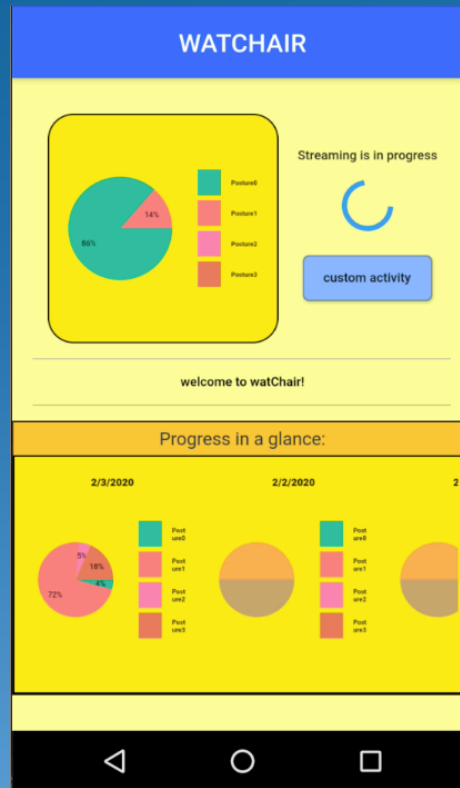 WATCHAIR
Streaming is in progress
Posture0
14%
Posture1
86%
Posture2
Posture3
custom activity
welcome to watChair!
Progress in a glance:
2/3/2020
2/2/2020
2
Post
ure0
5%
18%
4%
72%
Post
ure1
Post
ure2
Post
ure3
Post
ure0
Post
ure1
Post
ure2
Post
ure3